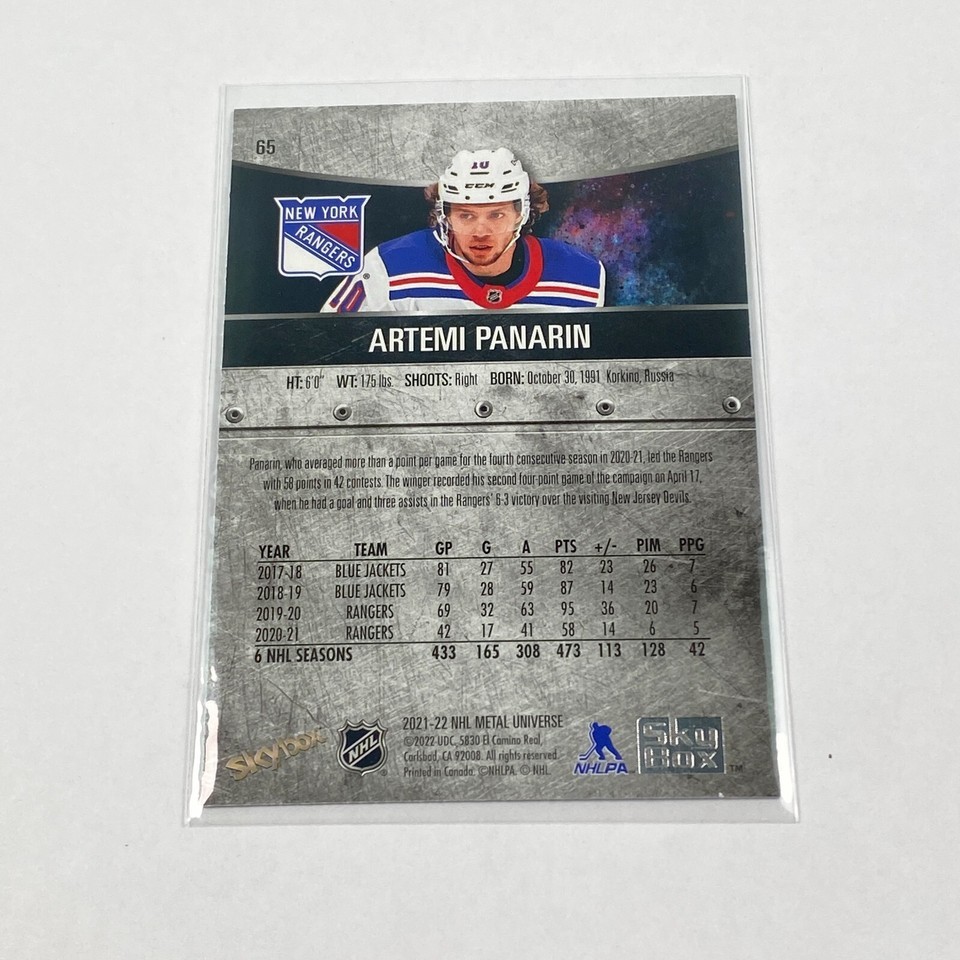 65
10
CCM
NEW YORK
RANGERS
®
10
ARTEMI PANARIN
HT: 6'0" WT: 175 lbs. SHOOTS: Right BORN: October 30, 1991 Korkino, Russia
Panarin, who averaged more than a point per game for the fourth consecutive season in 2020-21, led the Rangers
with 58 points in 42 contests. The winger recorded his second four-point game of the campaign on April 17,
when he had a goal and three assists in the Rangers' 6-3 victory over the visiting New Jersey Devils.
YEAR TEAM GP G A PTS +/- PIM PPG
2017-18 BLUE JACKETS 81 27 55 82 23 26 7
2018-19 BLUE JACKETS 79 28 59 87 14 23 6
2019-20 RANGERS 69 32 63 95 36 20 7
2020-21 RANGERS 42 17 41 58 14 6 5
6 NHL SEASONS 433 165 308 473 113 128 42
SkyBox
NHL
®
2021-22 NHL METAL UNIVERSE
©2022 UDC, 5830 El Camino Real,
Carlsbad, CA 92008. All rights reserved.
Printed in Canada. ©NHLPA. © NHL
NHLPA
Sky
Box
™